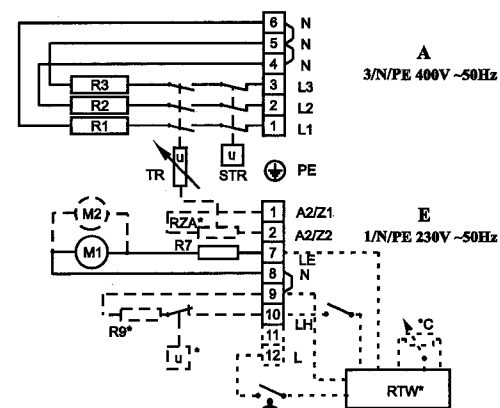 6 N
5 N
4 N
R3 3 L3
R2 2 L2
R1 1 L1
A
3/N/PE 400V ~50Hz
u u
TR STR PE
M2 1 A2/Z1
RZA* 2 A2/Z2
M1 R7 7 LE
8 N
E
1/N/PE 230V ~50Hz
9
R9* 10 LH
°C
11
u * 12 L
RTW*